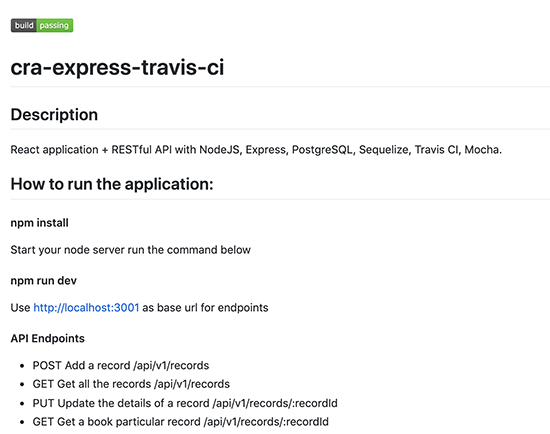 build passing
cra-express-travis-ci
Description
React application + RESTful API with NodeJS, Express, PostgreSQL, Sequelize, Travis CI, Mocha.
How to run the application:
npm install
Start your node server run the command below
npm run dev
Use http://localhost:3001 as base url for endpoints
API Endpoints
• POST Add a record /api/v1/records
• GET Get all the records /api/v1/records
• PUT Update the details of a record /api/v1/records/:recordId
• GET Get a book particular record /api/v1/records/:recordId